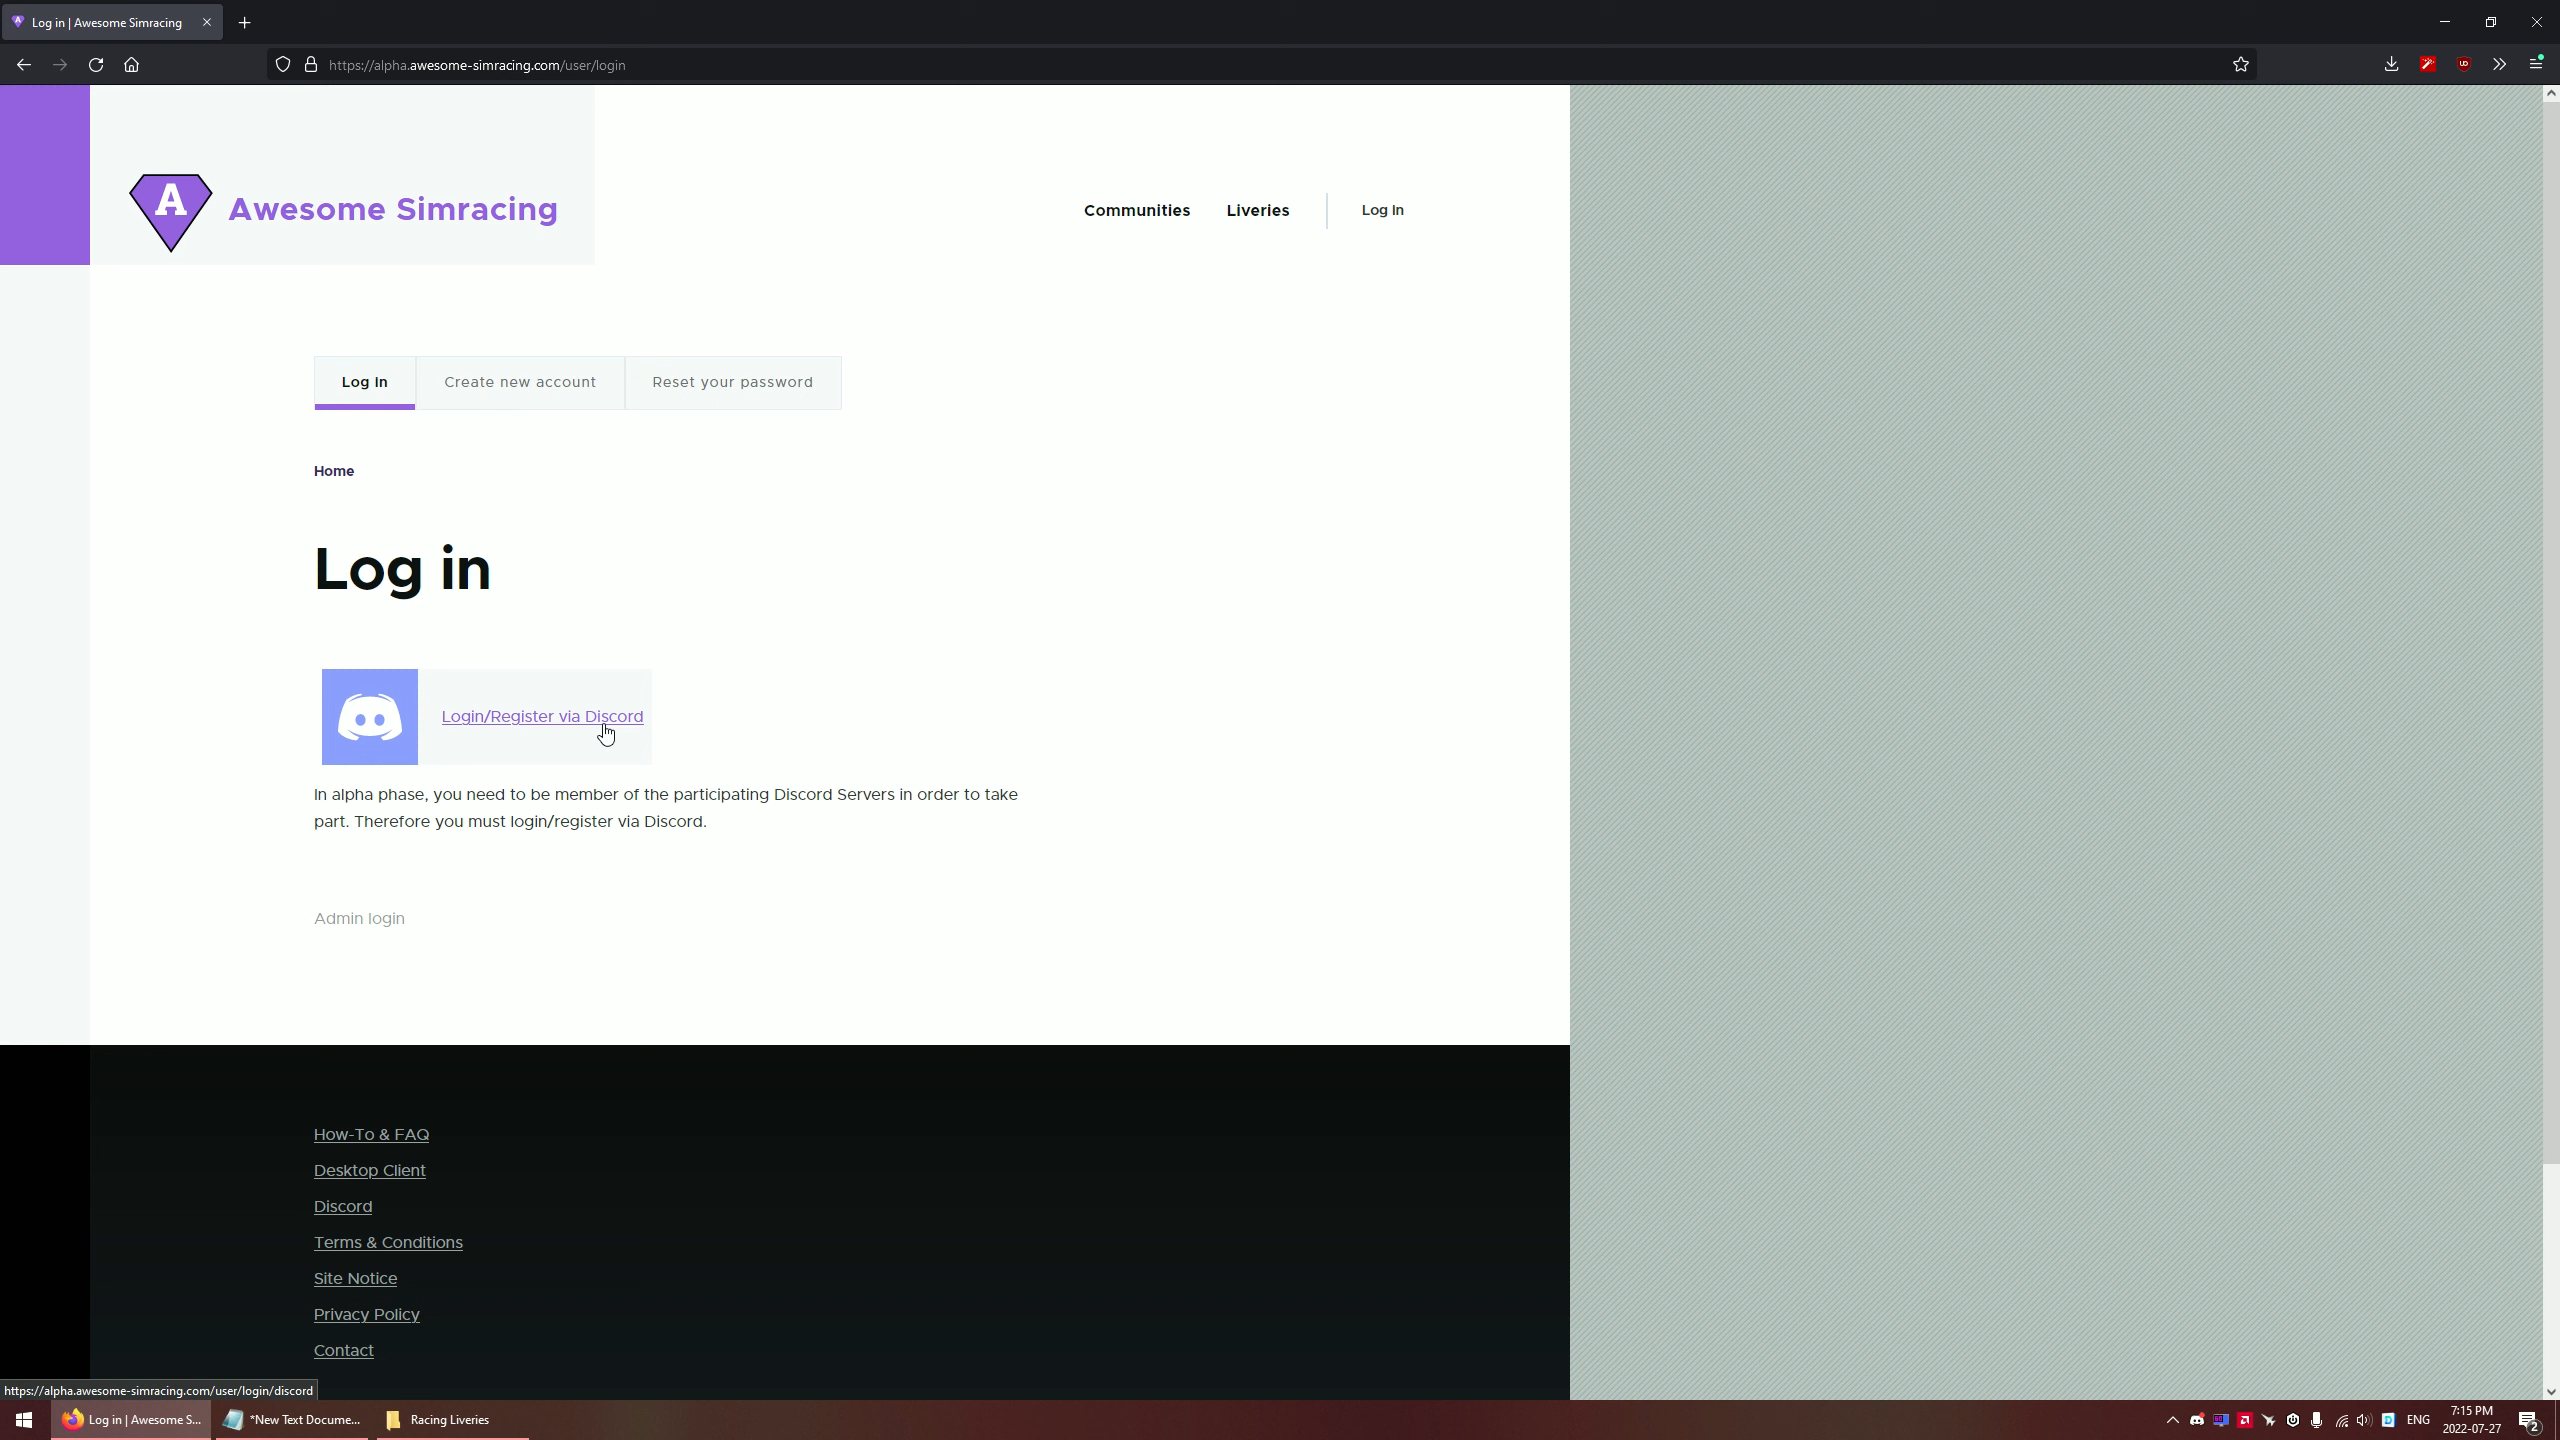 Log in | Awesome Simracing
https://alpha.awesome-simracing.com/user/login
A
Awesome Simracing
Communities
Liveries
Log In
Log in
Create new account
Reset your password
Home
Log in
Login/Register via Discord
In alpha phase, you need to be member of the participating Discord Servers in order to take
part. Therefore you must login/register via Discord.
Admin login
How-To & FAQ
Desktop Client
Discord
Terms & Conditions
Site Notice
Privacy Policy
Contact
https://alpha.awesome-simracing.com/user/login/discord
Log in | Awesome S...
*New Text Docume...
Racing Liveries
ENG
7:15 PM
2022-07-27
2